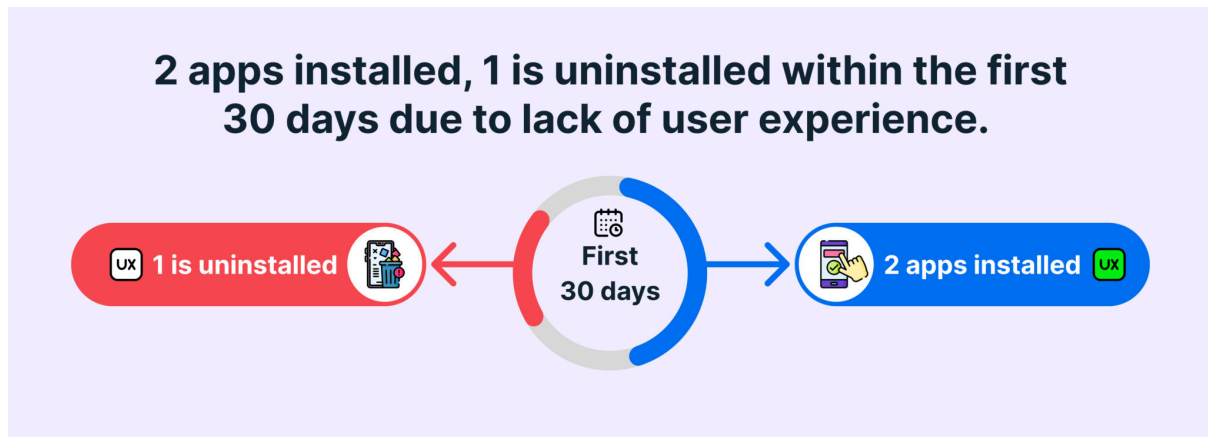 2 apps installed, 1 is uninstalled within the first
30 days due to lack of user experience.
UX 1 is uninstalled
First
30 days
2 apps installed UX